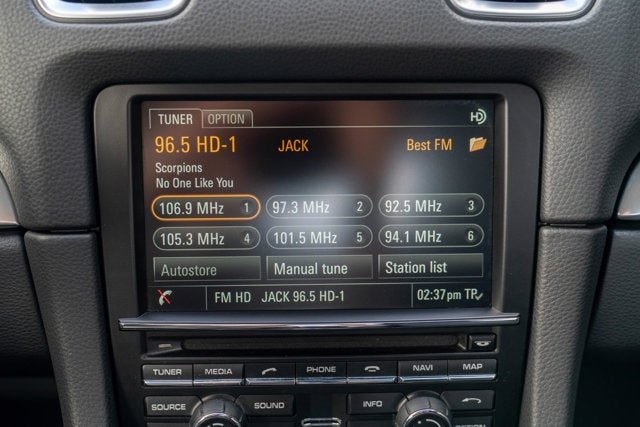 TUNER OPTION
HD
96.5 HD-1 JACK Best FM
Scorpions
No One Like You
106.9 MHz 1 97.3 MHz 2 92.5 MHz 3
105.3 MHz 4 101.5 MHz 5 94.1 MHz 6
Autostore Manual tune Station list
FM HD JACK 96.5 HD-1 02:37pm TP
TUNER MEDIA PHONE NAVI MAP
SOURCE SOUND INFO